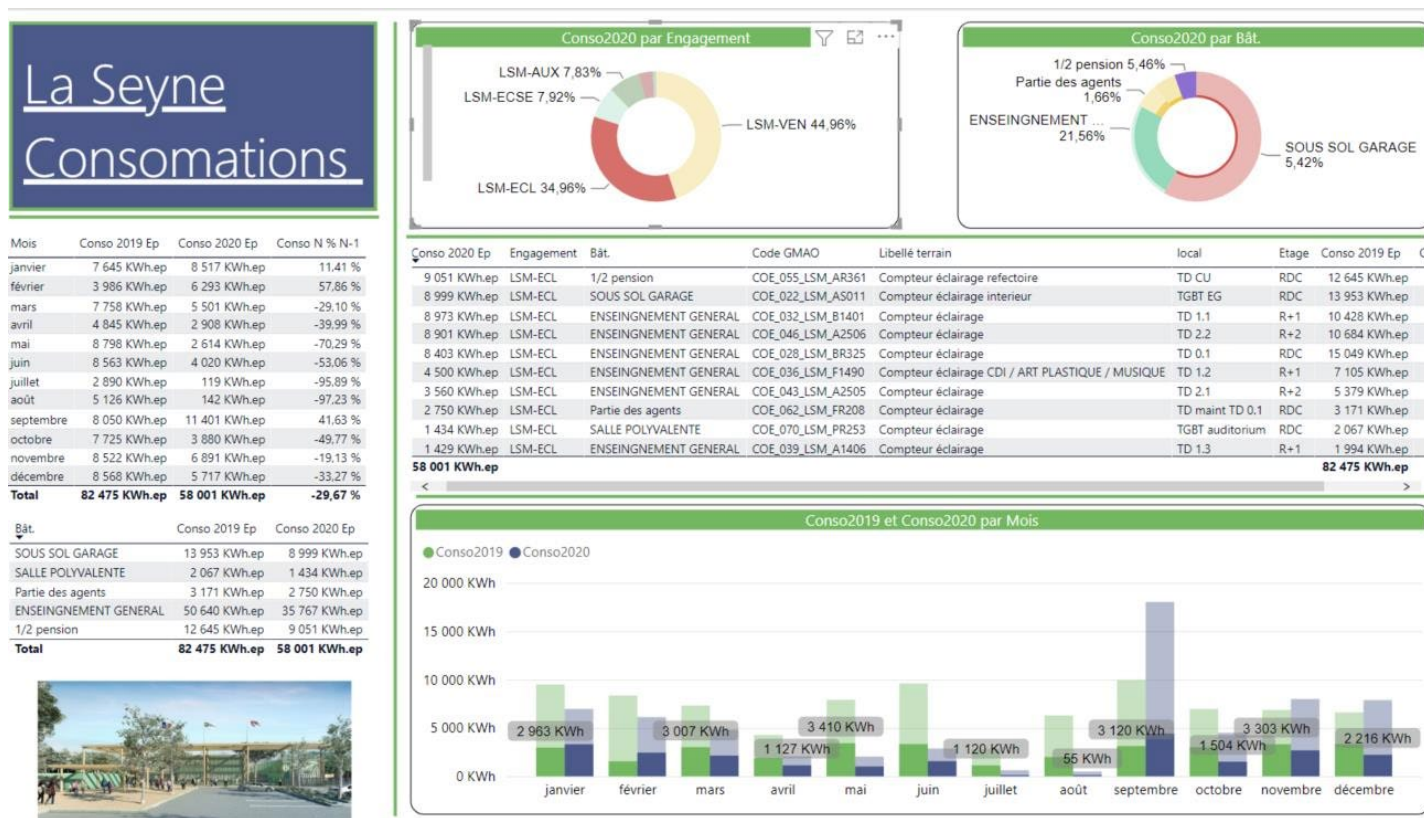 La Seyne
Consomations
Conso2020 par Engagement
LSM-AUX 7,83%
LSM-ECSE 7,92%
LSM-VEN 44,96%
LSM-ECL 34,96%
Conso2020 par Bât.
1/2 pension 5,46%
Partie des agents
1,66%
ENSEINGNEMENT ...
21,56%
SOUS SOL GARAGE
5,42%
Mois Conso 2019 Ep Conso 2020 Ep Conso N % N-1
janvier 7 645 KWh.ep 8 517 KWh.ep 11,41 %
février 3 986 KWh.ep 6 293 KWh.ep 57,86 %
mars 7 758 KWh.ep 5 501 KWh.ep -29,10 %
avril 4 845 KWh.ep 2 908 KWh.ep -39,99 %
mai 8 798 KWh.ep 2 614 KWh.ep -70,29 %
juin 8 563 KWh.ep 4 020 KWh.ep -53,06 %
juillet 2 890 KWh.ep 119 KWh.ep -95,89 %
août 5 126 KWh.ep 142 KWh.ep -97,23 %
septembre 8 050 KWh.ep 11 401 KWh.ep 41,63 %
octobre 7 725 KWh.ep 3 880 KWh.ep -49,77 %
novembre 8 522 KWh.ep 6 891 KWh.ep -19,13 %
décembre 8 568 KWh.ep 5 717 KWh.ep -33,27 %
Total 82 475 KWh.ep 58 001 KWh.ep -29,67 %
Bât. Conso 2019 Ep Conso 2020 Ep
SOUS SOL GARAGE 13 953 KWh.ep 8 999 KWh.ep
SALLE POLYVALENTE 2 067 KWh.ep 1 434 KWh.ep
Partie des agents 3 171 KWh.ep 2 750 KWh.ep
ENSEINGNEMENT GENERAL 50 640 KWh.ep 35 767 KWh.ep
1/2 pension 12 645 KWh.ep 9 051 KWh.ep
Total 82 475 KWh.ep 58 001 KWh.ep
Conso 2020 Ep Engagement Bât. Code GMAO Libellé terrain local Etage Conso 2019 Ep
9 051 KWh.ep LSM-ECL 1/2 pension COE_055_LSM_AR361 Compteur éclairage refectoire TD CU RDC 12 645 KWh.ep
8 999 KWh.ep LSM-ECL SOUS SOL GARAGE COE_022_LSM_AS011 Compteur éclairage interieur TGBT EG RDC 13 953 KWh.ep
8 973 KWh.ep LSM-ECL ENSEINGNEMENT GENERAL COE_032_LSM_B1401 Compteur éclairage TD 1.1 R+1 10 428 KWh.ep
8 901 KWh.ep LSM-ECL ENSEINGNEMENT GENERAL COE_046_LSM_A2506 Compteur éclairage TD 2.2 R+2 10 684 KWh.ep
8 403 KWh.ep LSM-ECL ENSEINGNEMENT GENERAL COE_028_LSM_BR325 Compteur éclairage TD 0.1 RDC 15 049 KWh.ep
4 500 KWh.ep LSM-ECL ENSEINGNEMENT GENERAL COE_036_LSM_F1490 Compteur éclairage CDI / ART PLASTIQUE / MUSIQUE TD 1.2 R+1 7 105 KWh.ep
3 560 KWh.ep LSM-ECL ENSEINGNEMENT GENERAL COE_043_LSM_A2505 Compteur éclairage TD 2.1 R+2 5 379 KWh.ep
2 750 KWh.ep LSM-ECL Partie des agents COE_062_LSM_FR208 Compteur éclairage TD maint TD 0.1 RDC 3 171 KWh.ep
1 434 KWh.ep LSM-ECL SALLE POLYVALENTE COE_070_LSM_PR253 Compteur éclairage TGBT auditorium RDC 2 067 KWh.ep
1 429 KWh.ep LSM-ECL ENSEINGNEMENT GENERAL COE_039_LSM_A1406 Compteur éclairage TD 1.3 R+1 1 994 KWh.ep
58 001 KWh.ep 82 475 KWh.ep
Conso2019 et Conso2020 par Mois
Conso2019 Conso2020
20 000 KWh
15 000 KWh
10 000 KWh
5 000 KWh
0 KWh
2 963 KWh
3 007 KWh
1 127 KWh
3 410 KWh
1 120 KWh
55 KWh
3 120 KWh
1 504 KWh
3 303 KWh
2 216 KWh
janvier février mars avril mai juin juillet août septembre octobre novembre décembre